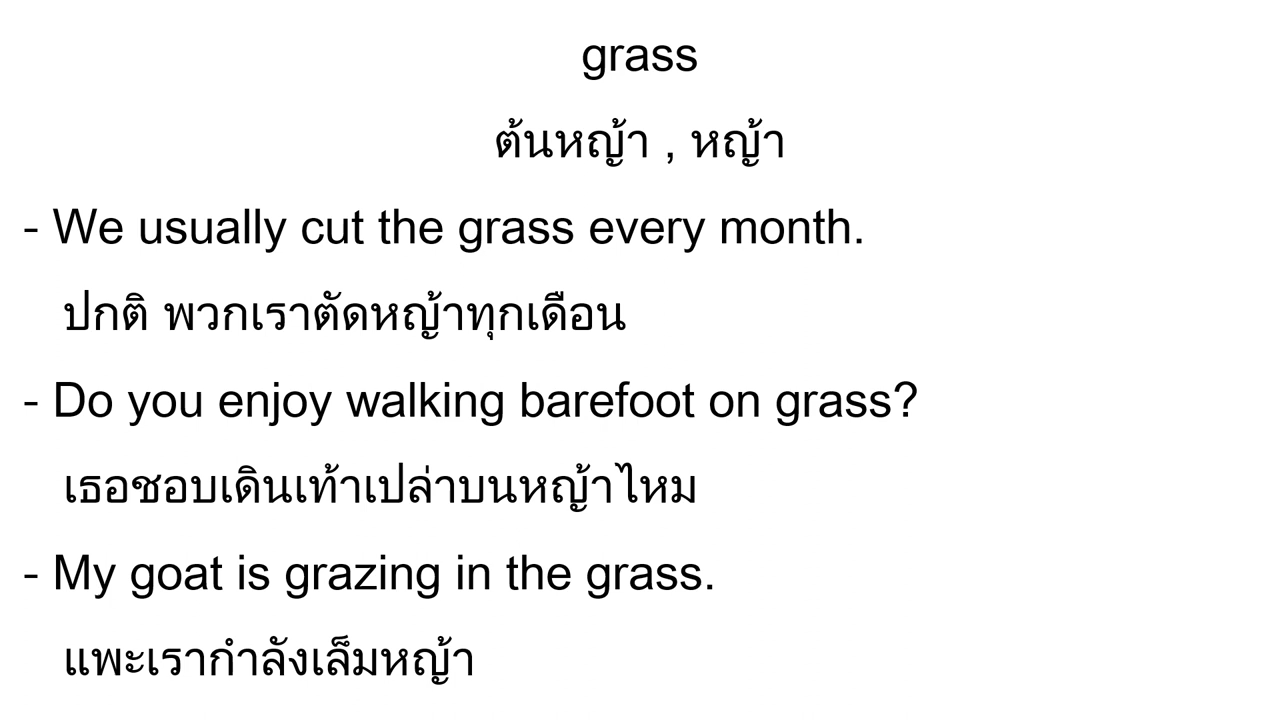 grass
ต้นหญ้า , หญ้า
- We usually cut the grass every month.
ปกติ พวกเราตัดหญ้าทุกเดือน
- Do you enjoy walking barefoot on grass?
เธอชอบเดินเท้าเปล่าบนหญ้าไหม
- My goat is grazing in the grass.
แพะเรากำลังเล็มหญ้า